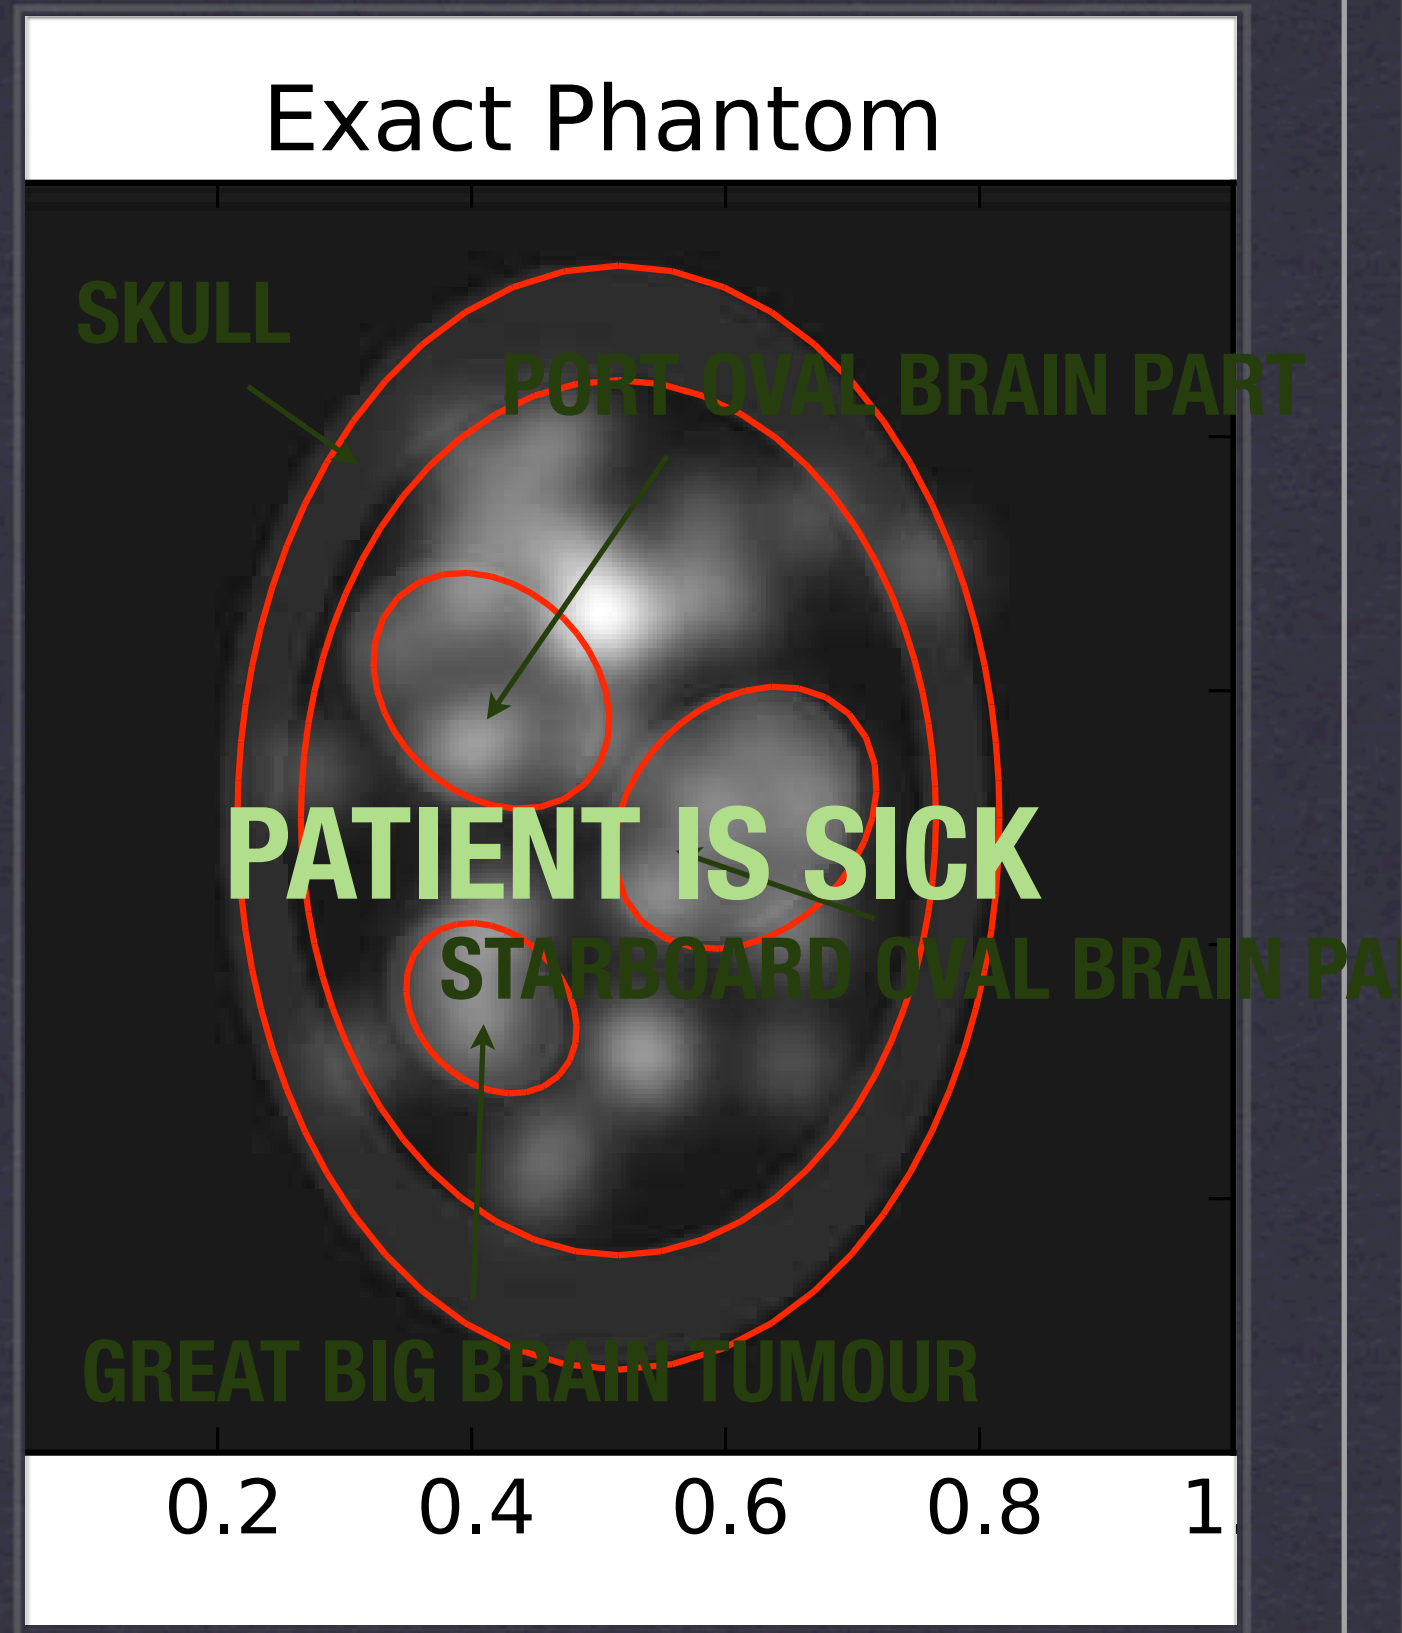 Exact Phantom
SKULL
PORT OVAL BRAIN PART
PATIENT IS SICK
STARBOARD OVAL BRAIN
GREAT BIG BRAIN TUMOUR
0.2 0.4 0.6 0.8